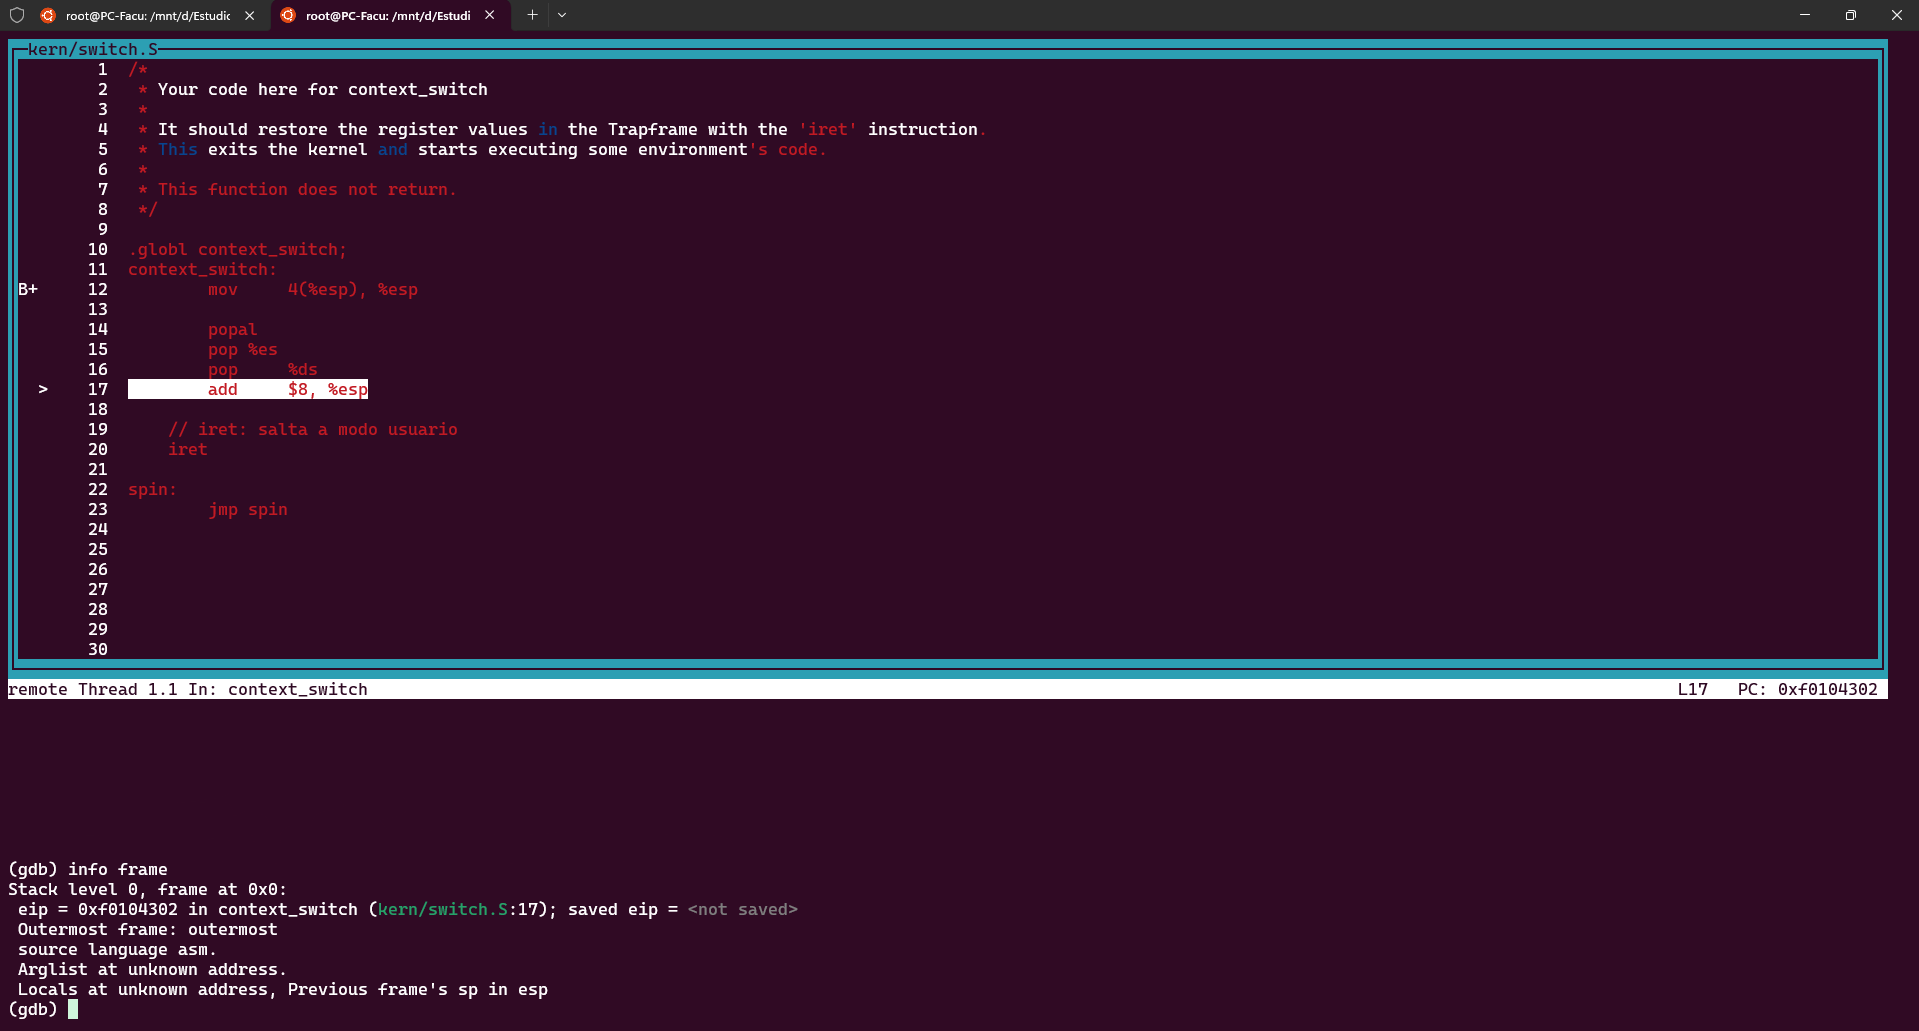 root@PC-Facu: /mnt/d/Estudio
root@PC-Facu: /mnt/d/Estudi
kern/switch.S
1 /*
2 * Your code here for context_switch
3 *
4 * It should restore the register values in the Trapframe with the 'iret' instruction.
5 * This exits the kernel and starts executing some environment's code.
6 *
7 * This function does not return.
8 */
9
10 .globl context_switch;
11 context_switch:
B+ 12 mov 4(%esp), %esp
13
14 popal
15 pop %es
16 pop %ds
> 17 add $8, %esp
18
19 // iret: salta a modo usuario
20 iret
21
22 spin:
23 jmp spin
24
25
26
27
28
29
30
remote Thread 1.1 In: context_switch L17 PC: 0xf0104302
(gdb) info frame
Stack level 0, frame at 0x0:
eip = 0xf0104302 in context_switch (kern/switch.S:17); saved eip = <not saved>
Outermost frame: outermost
source language asm.
Arglist at unknown address.
Locals at unknown address, Previous frame's sp in esp
(gdb)